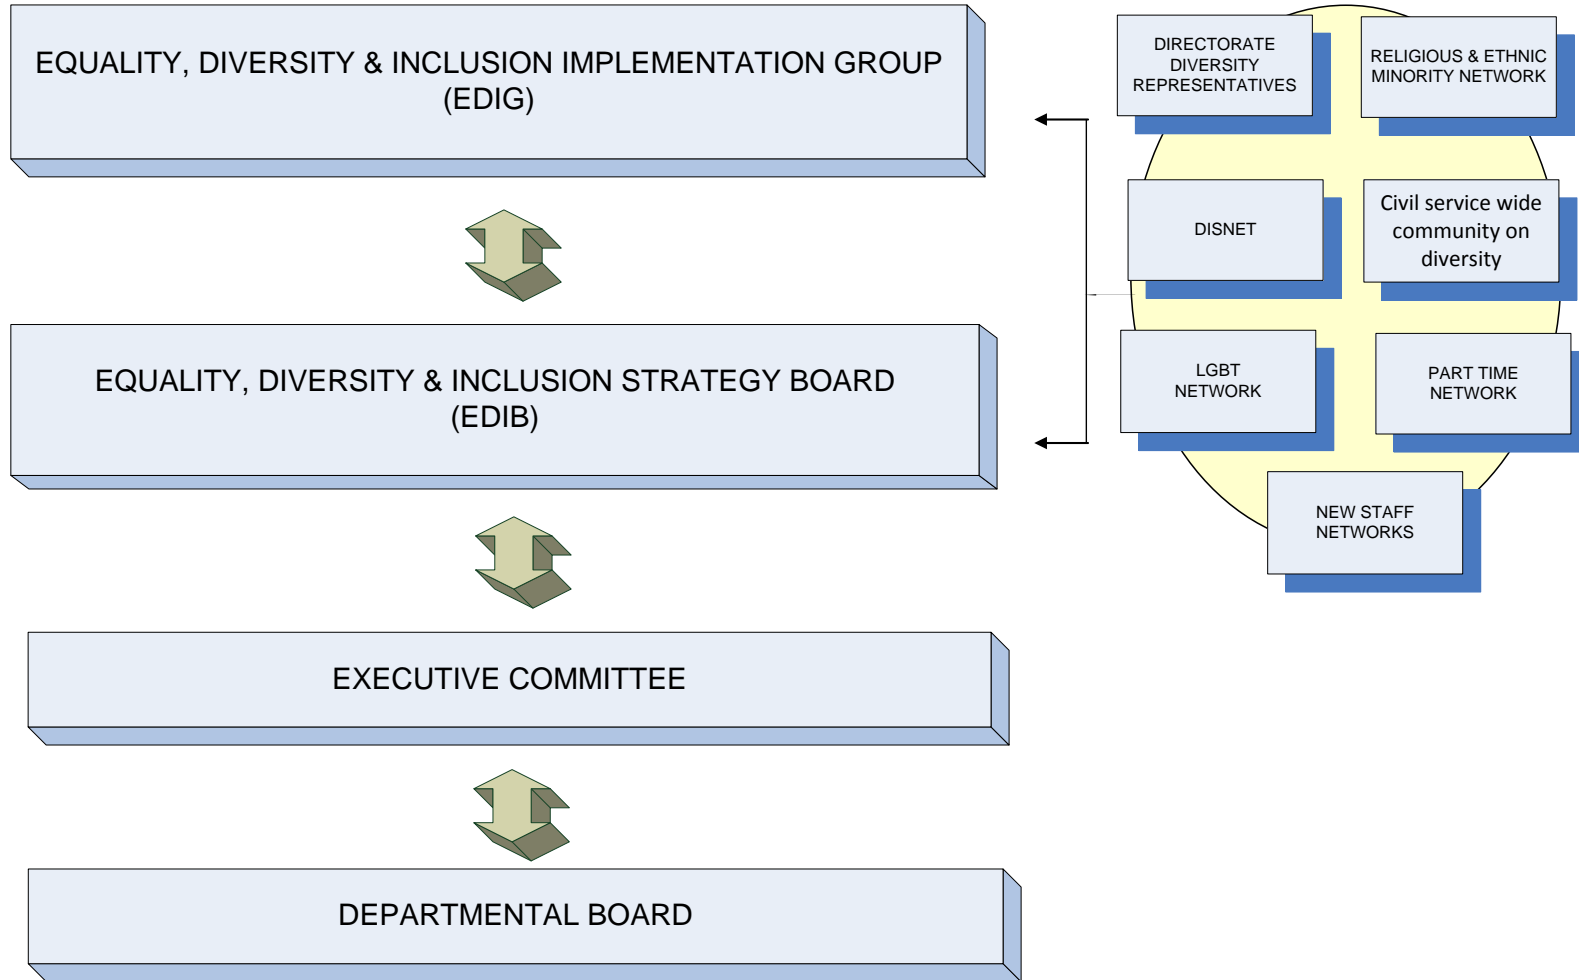 EQUALITY, DIVERSITY & INCLUSION IMPLEMENTATION GROUP
(EDIG)
EQUALITY, DIVERSITY & INCLUSION STRATEGY BOARD
(EDIB)
EXECUTIVE COMMITTEE
DEPARTMENTAL BOARD
DIRECTORATE
DIVERSITY
REPRESENTATIVES
RELIGIOUS & ETHNIC
MINORITY NETWORK
DISNET
Civil service wide
community on
diversity
LGBT
NETWORK
PART TIME
NETWORK
NEW STAFF
NETWORKS